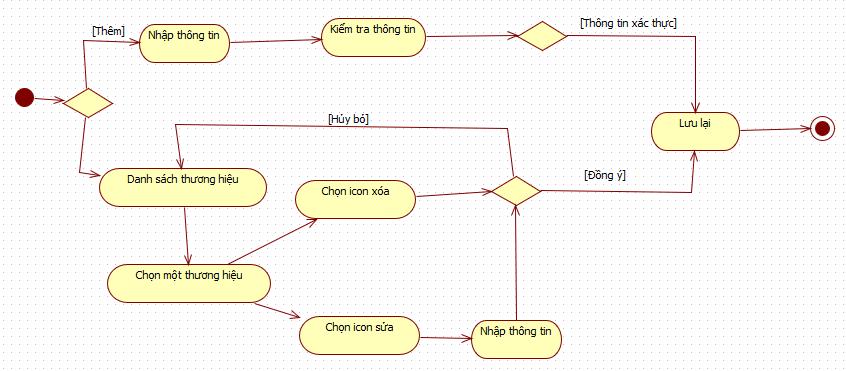 [Thêm]
Nhập thông tin
Kiểm tra thông tin
[Thông tin xác thực]
Lưu lại
[Hủy bỏ]
Danh sách thương hiệu
Chọn icon xóa
[Đồng ý]
Chọn một thương hiệu
Chọn icon sửa
Nhập thông tin